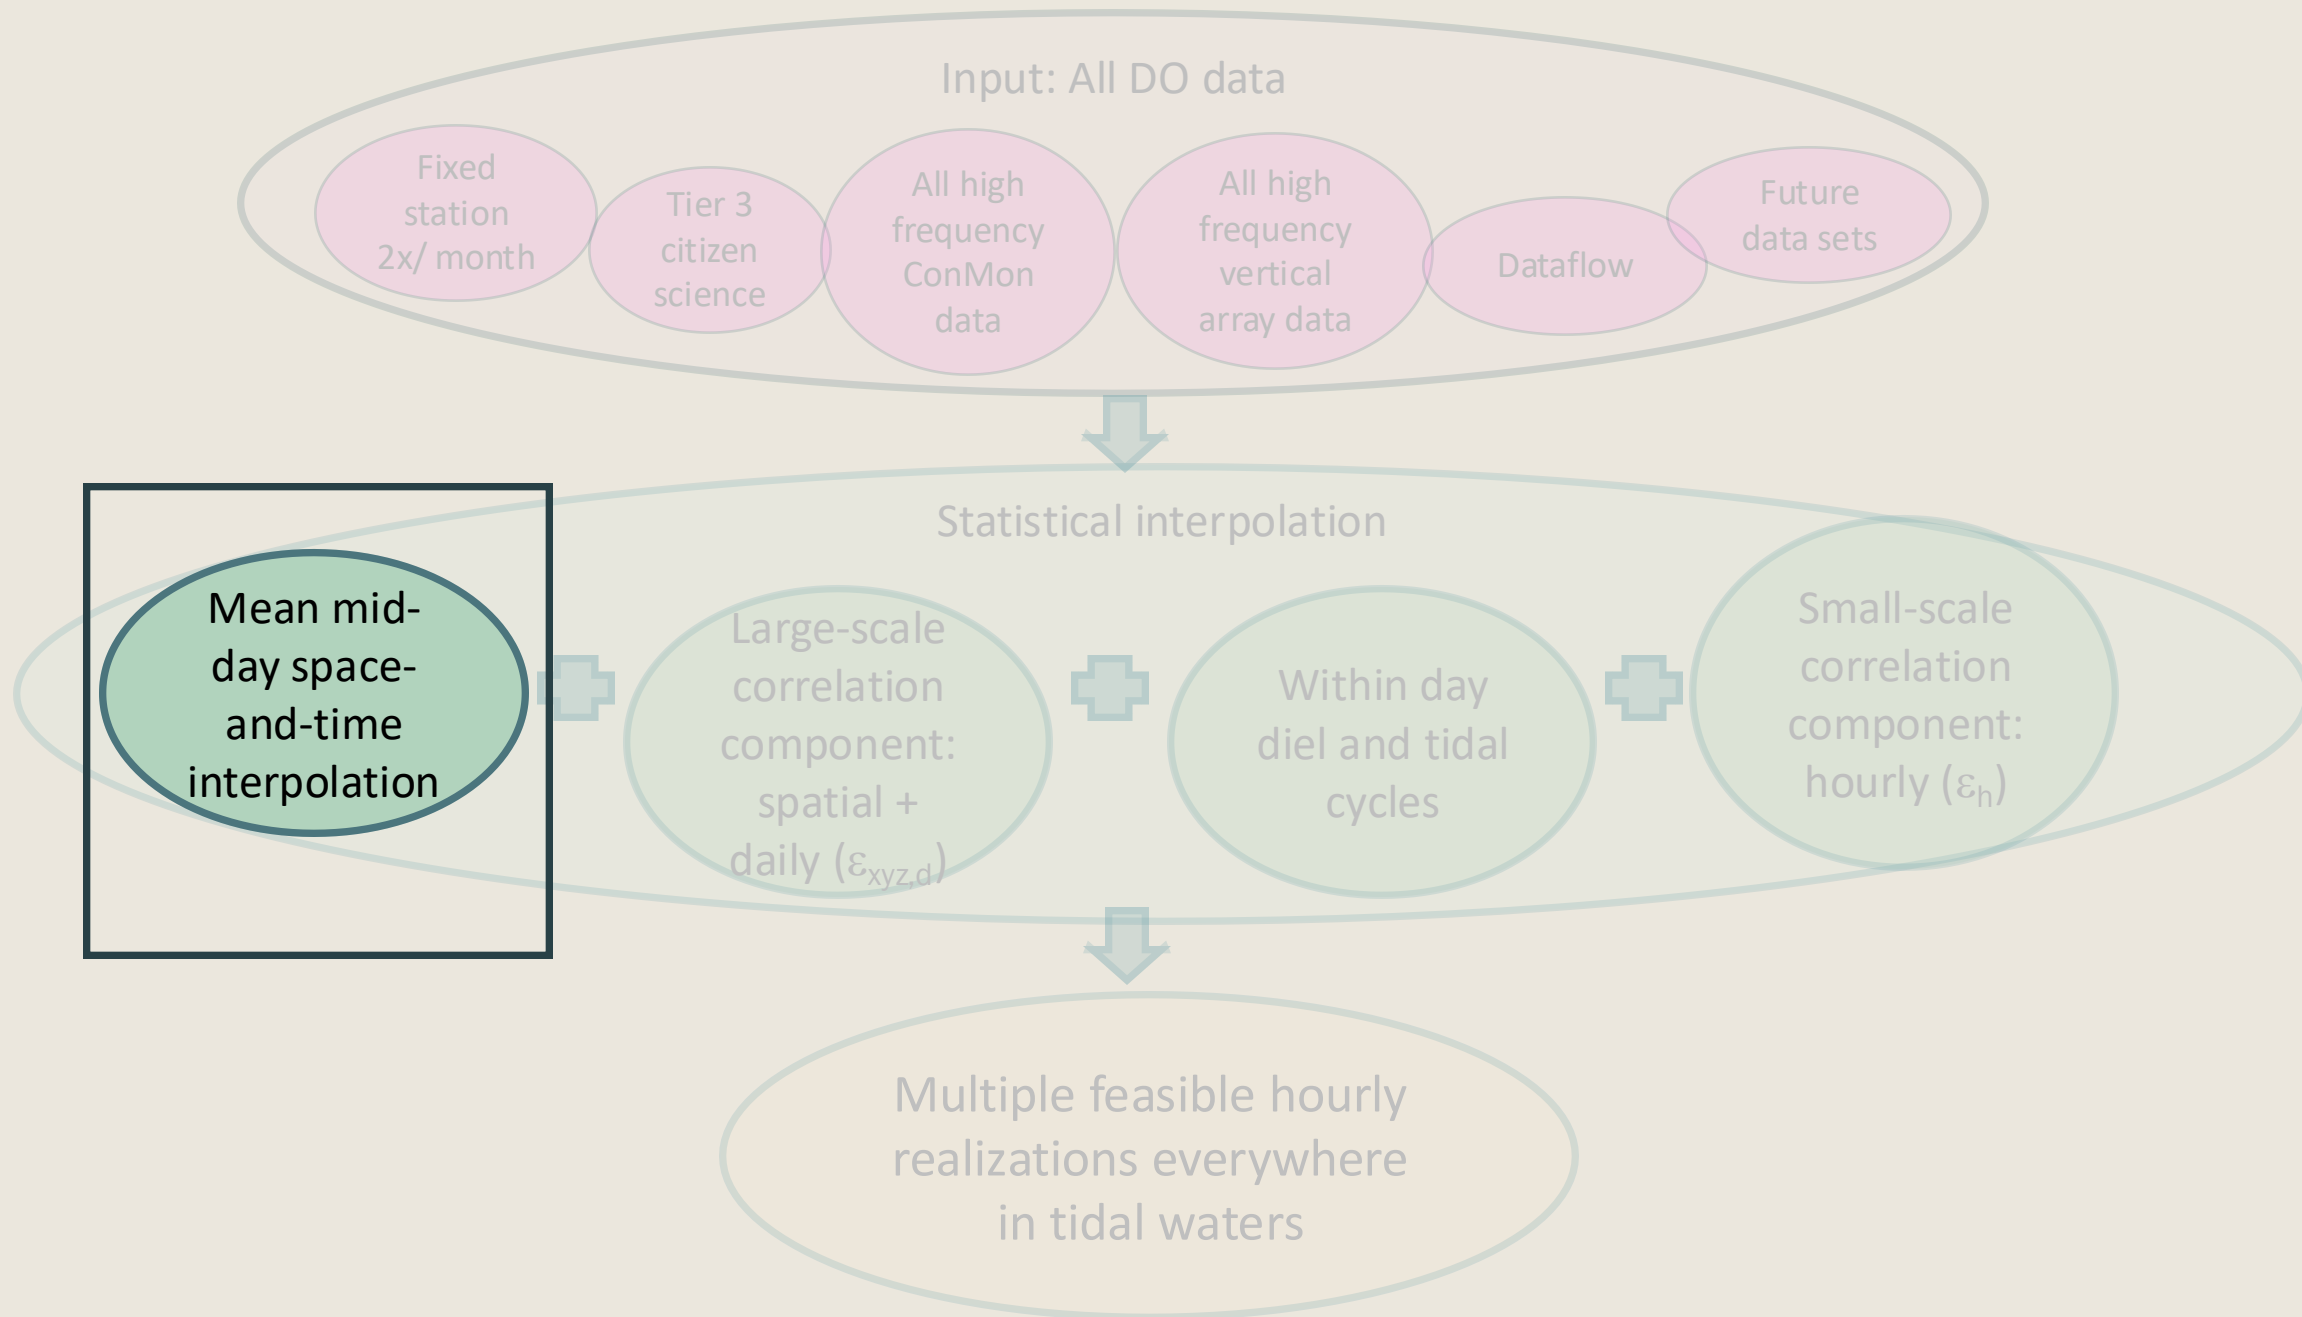 Input: All DO data
Fixed
station
2x/ month
Tier 3
citizen
science
All high
frequency
ConMon
data
All high
frequency
vertical
array data
Dataflow
Future
data sets
Statistical interpolation
Mean mid-
day space-
and-time
interpolation
Large-scale
correlation
component:
spatial +
daily (εxyz,d)
Within day
diel and tidal
cycles
Small-scale
correlation
component:
hourly (εh)
Multiple feasible hourly
realizations everywhere
in tidal waters